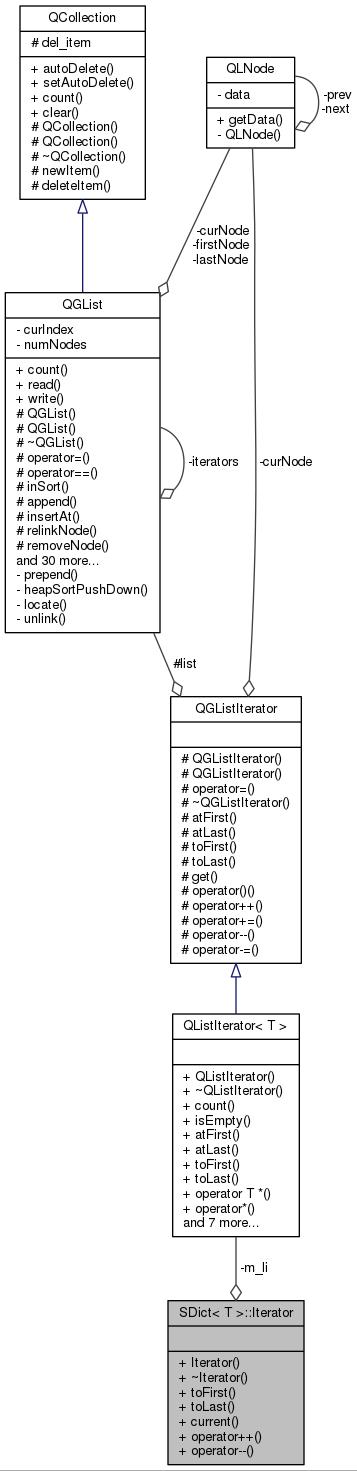 QCollection
# del_item
+ autoDelete()
+ setAutoDelete()
+ count()
+ clear()
# QCollection()
# QCollection()
# ~QCollection()
# newItem()
# deleteItem()
QLNode
- data
+ getData()
- QLNode()
-prev
-next
-curNode
-firstNode
-lastNode
QGList
- curIndex
- numNodes
+ count()
+ read()
+ write()
# QGList()
# QGList()
# ~QGList()
# operator=()
# operator==()
# inSort()
# append()
# insertAt()
# relinkNode()
# removeNode()
and 30 more...
- prepend()
- heapSortPushDown()
- locate()
- unlink()
-iterators
-curNode
#list
QGListIterator
# QGListIterator()
# QGListIterator()
# operator=()
# ~QGListIterator()
# atFirst()
# atLast()
# toFirst()
# toLast()
# get()
# operator()()
# operator++()
# operator+=()
# operator--()
# operator-=()
QListIterator< T >
+ QListIterator()
+ ~QListIterator()
+ count()
+ isEmpty()
+ atFirst()
+ atLast()
+ toFirst()
+ toLast()
+ operator T *()
+ operator*()
and 7 more...
-m_li
SDict< T >::Iterator
+ Iterator()
+ ~Iterator()
+ toFirst()
+ toLast()
+ current()
+ operator++()
+ operator--()